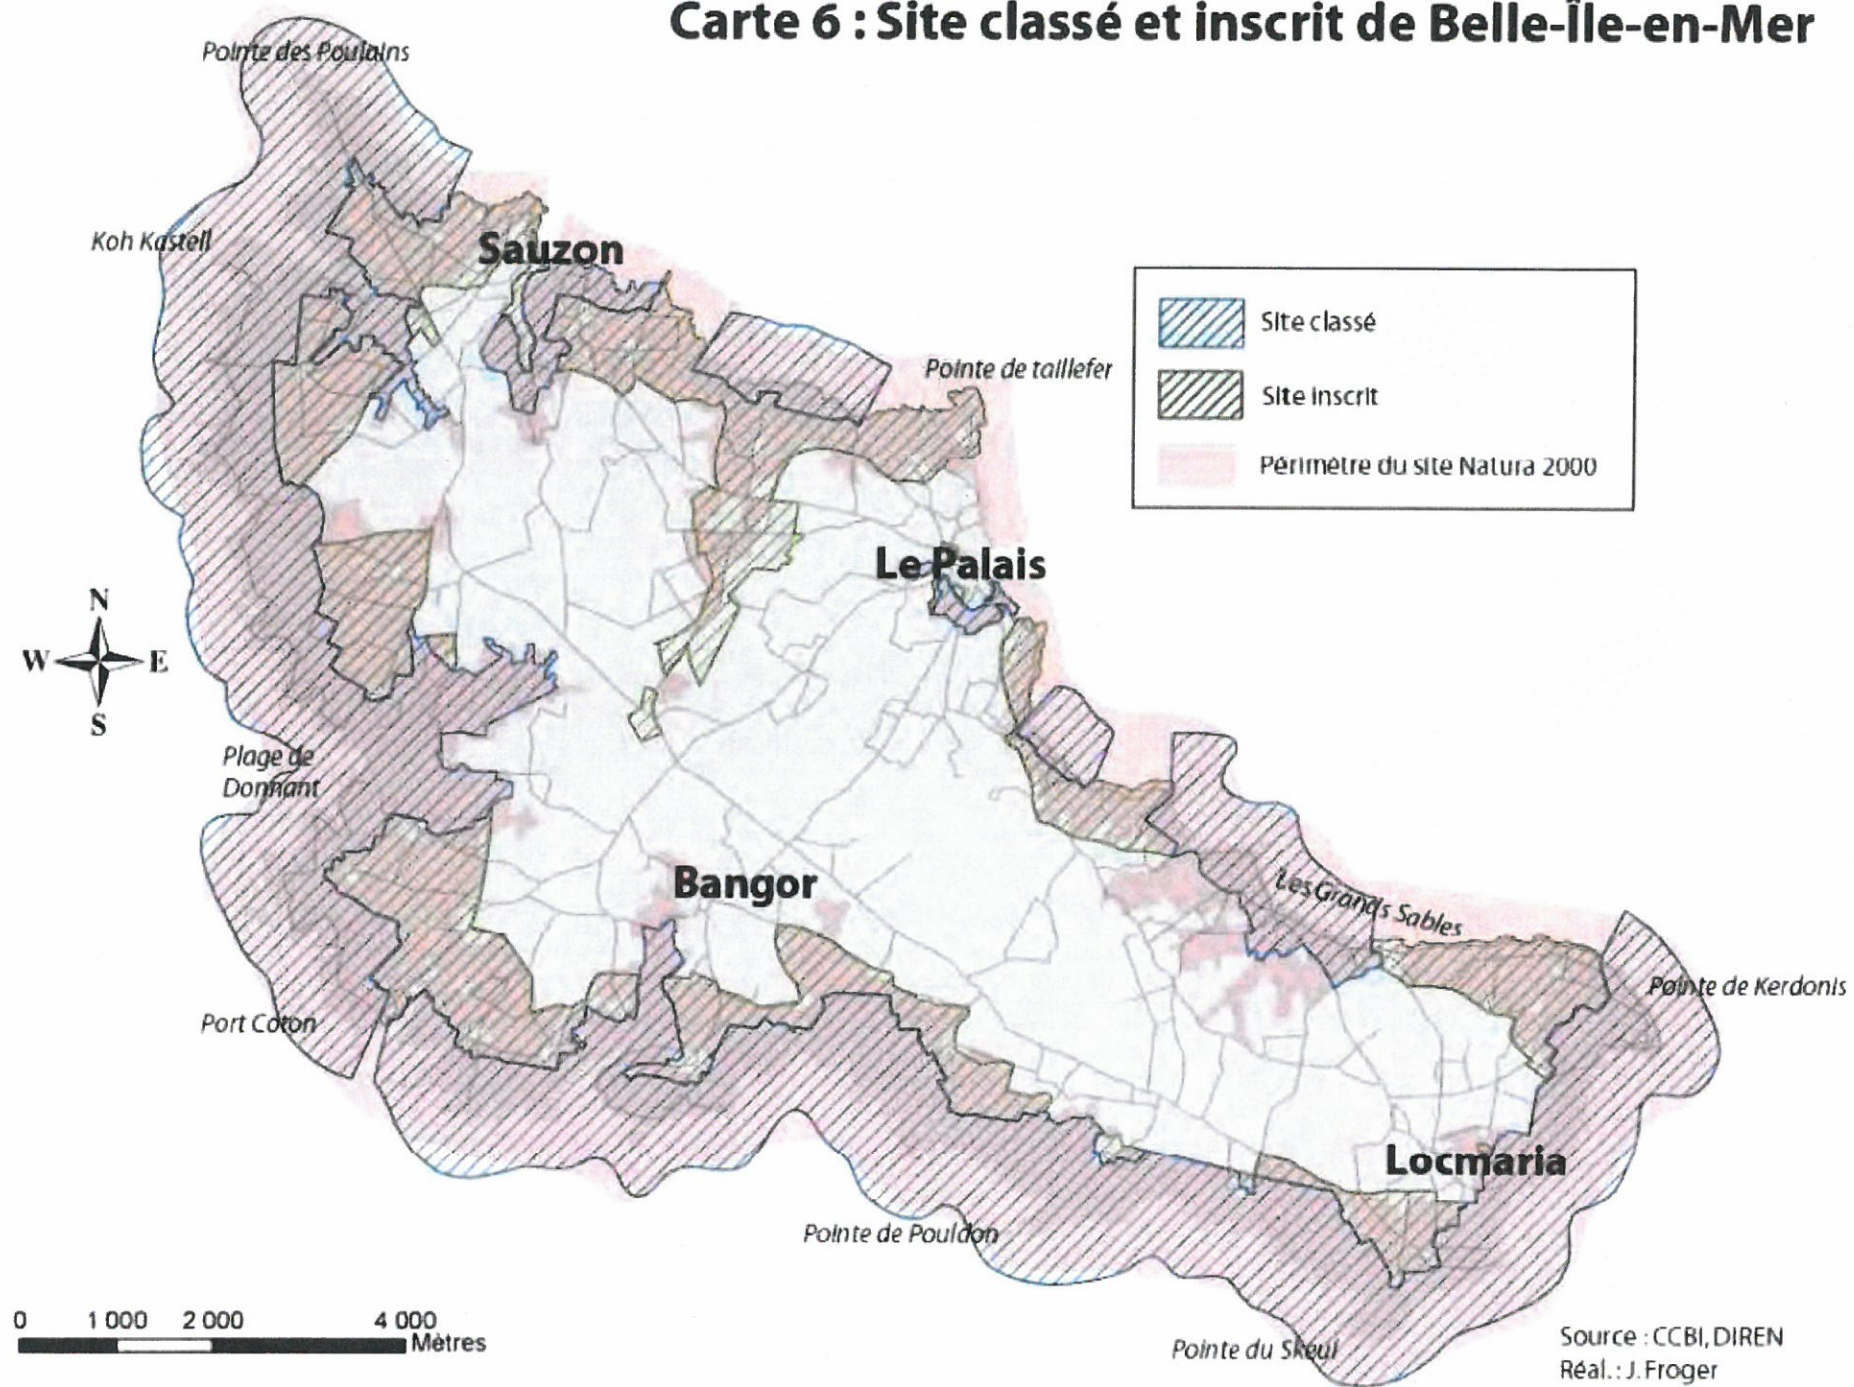 Carte 6 : Site classé et inscrit de Belle-Île-en-Mer
Pointe des Poulains
Koh Kastell
Sauzon
Pointe de taillefer
Site classé
Site inscrit
Périmètre du site Natura 2000
Le Palais
N
W
E
S
Plage de
Donnant
Bangor
Les Grands Sables
Pointe de Kerdonis
Port Coton
Locmaria
Pointe de Pouldon
Pointe du Skeul
0 1 000 2 000 4 000
Mètres
Source : CCBI, DIREN
Réal. : J. Froger